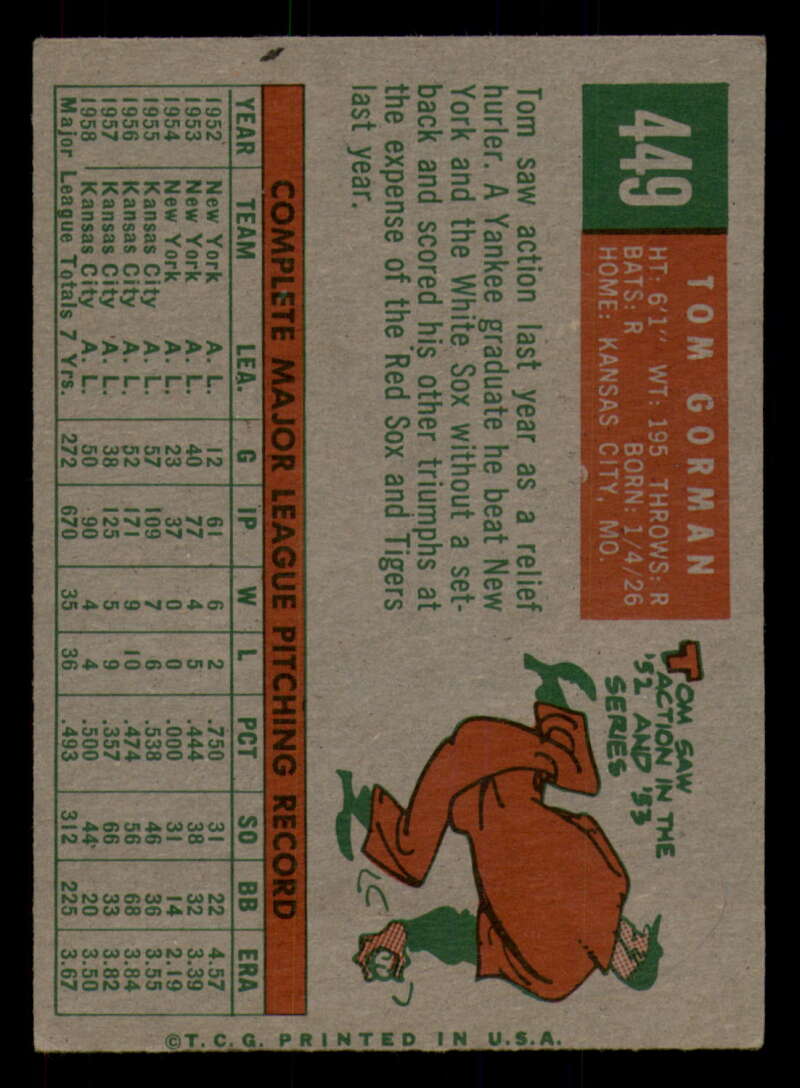 449
TOM GORMAN
HT: 6'1" WT: 195 THROWS: R
BATS: R BORN: 1/4/26
HOME: KANSAS CITY, MO.
Tom saw action last year as a relief
hurler. A Yankee graduate he beat New
York and the White Sox without a set-
back and scored his other triumphs at
the expense of the Red Sox and Tigers
last year.
TOM SAW
ACTION IN THE
'52 AND '53
SERIES
COMPLETE MAJOR LEAGUE PITCHING RECORD
YEAR TEAM LEA. G IP W L PCT SO BB ERA
1952 New York A. L. 12 61 6 2 .750 31 22 4.57
1953 New York A. L. 40 77 4 5 .444 38 32 3.39
1954 New York A. L. 23 37 0 0 .000 31 14 2.19
1955 Kansas City A. L. 57 109 7 6 .538 46 36 3.55
1956 Kansas City A. L. 52 171 9 10 .474 56 68 3.84
1957 Kansas City A. L. 38 125 5 9 .357 66 33 3.82
1958 Kansas City A. L. 50 90 4 4 .500 44 20 3.50
Major League Totals 7 Yrs. 272 670 35 36 .493 312 225 3.67
©T.C.G. PRINTED IN U.S.A.